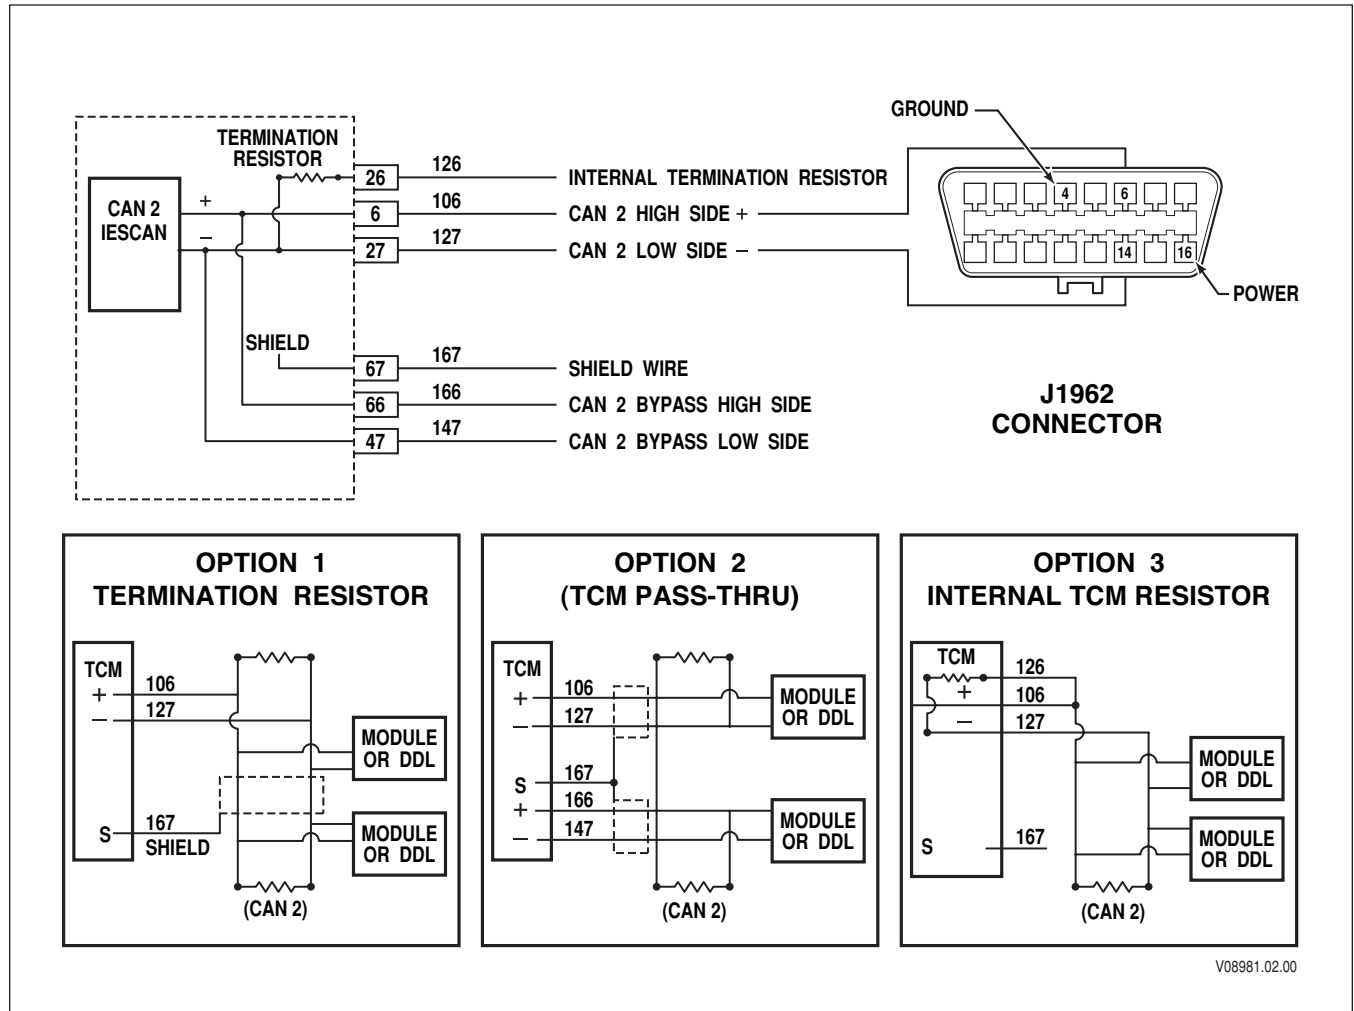 GROUND
TERMINATION
RESISTOR
126
26
INTERNAL TERMINATION RESISTOR
4
6
CAN 2
IESCAN
+
106
6
CAN 2 HIGH SIDE +
–
127
27
CAN 2 LOW SIDE –
14
16
POWER
SHIELD
167
67
SHIELD WIRE
166
66
CAN 2 BYPASS HIGH SIDE
147
47
CAN 2 BYPASS LOW SIDE
J1962
CONNECTOR
OPTION 1
TERMINATION RESISTOR
TCM
+
106
–
127
MODULE
OR DDL
S
167
SHIELD
MODULE
OR DDL
(CAN 2)
OPTION 2
(TCM PASS-THRU)
TCM
+
106
–
127
MODULE
OR DDL
S
167
+
166
–
147
MODULE
OR DDL
(CAN 2)
OPTION 3
INTERNAL TCM RESISTOR
TCM
126
+
106
–
127
MODULE
OR DDL
S
167
MODULE
OR DDL
(CAN 2)
V08981.02.00